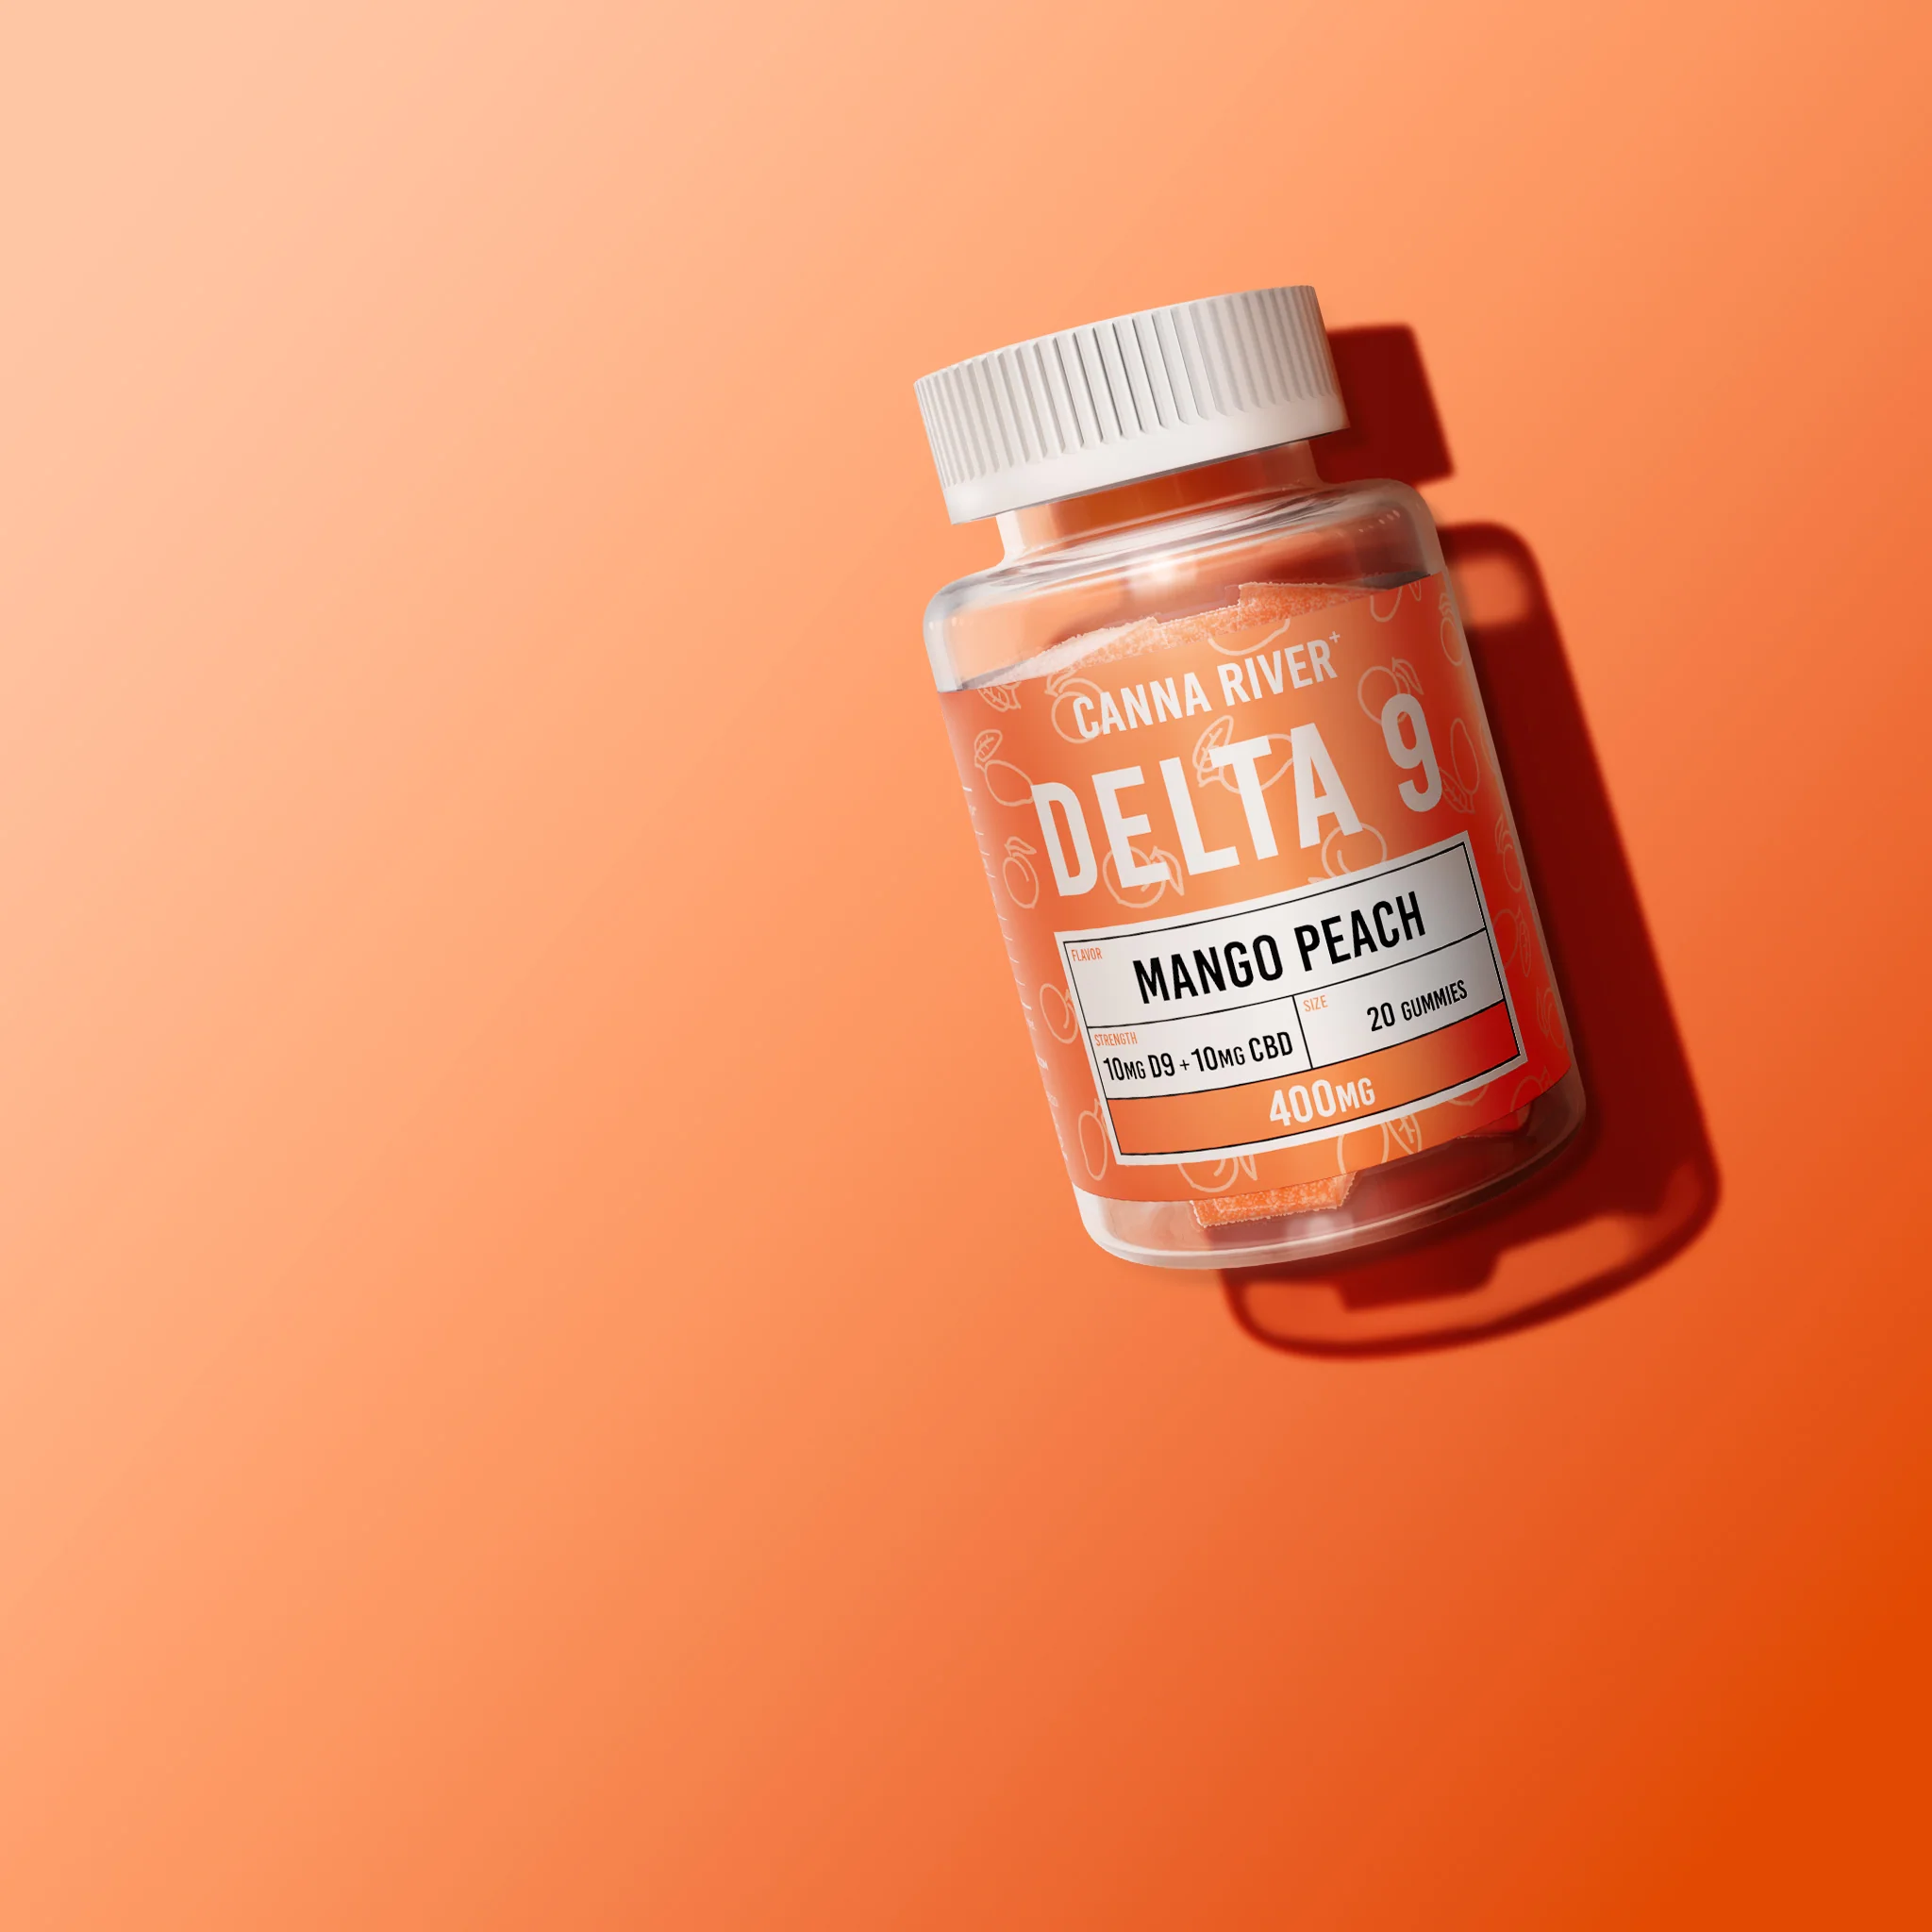 CANNA RIVER+
DELTA 9
FLAVOR
MANGO PEACH
STRENGTH
10MG D9 + 10MG CBD
SIZE
20 GUMMIES
400MG